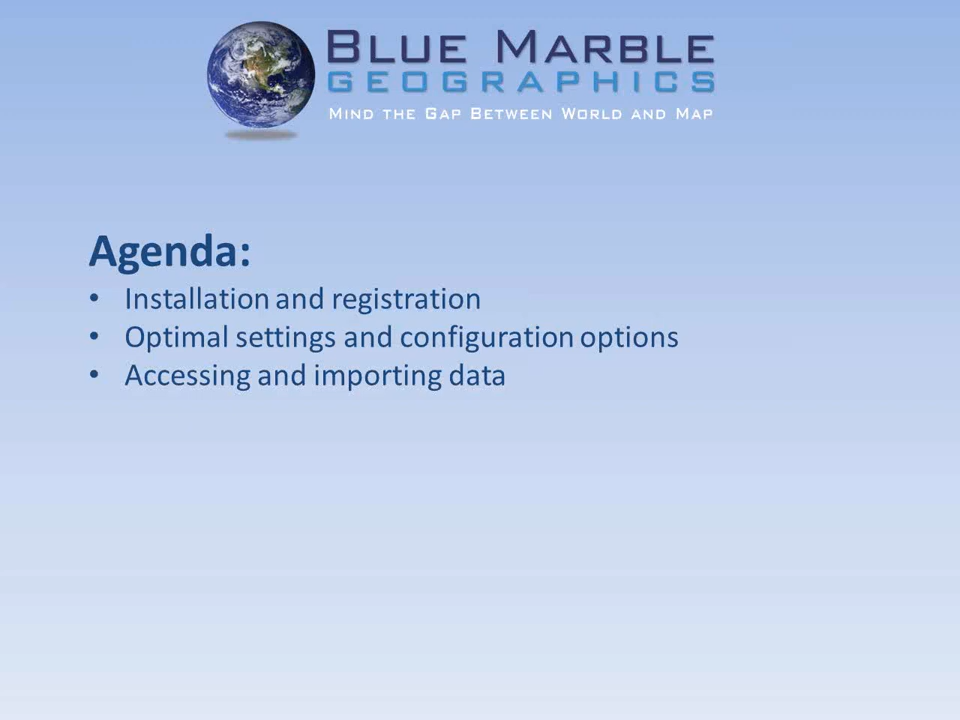 BLUE MARBLE
GEOGRAPHICS
MIND THE GAP BETWEEN WORLD AND MAP
Agenda:
• Installation and registration
• Optimal settings and configuration options
• Accessing and importing data